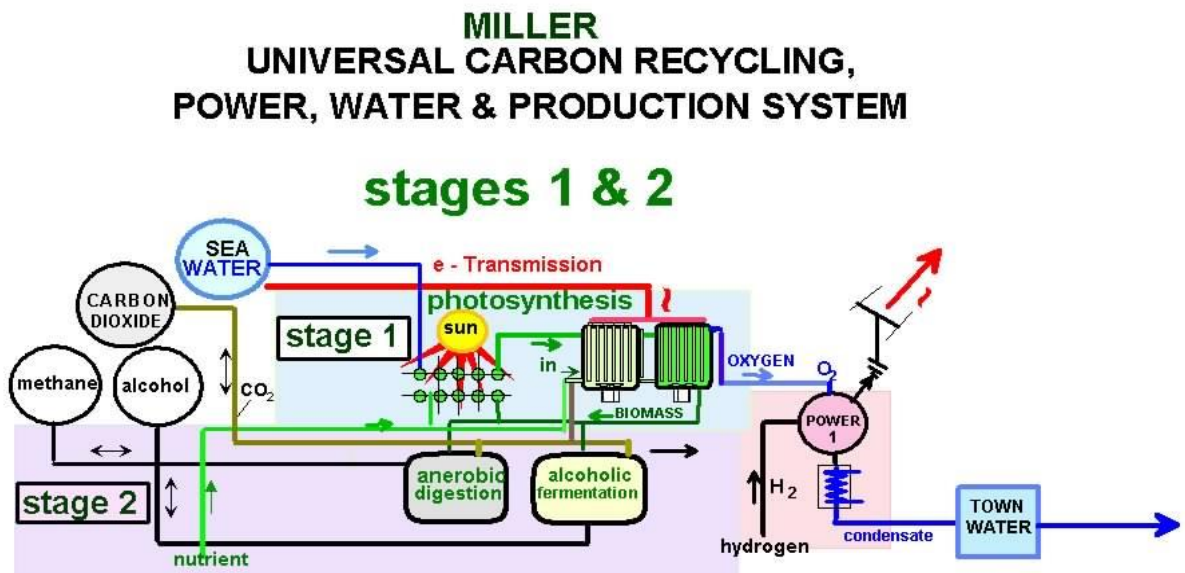 MILLER
UNIVERSAL CARBON RECYCLING,
POWER, WATER & PRODUCTION SYSTEM
stages 1 & 2
SEA
WATER
e - Transmission
CARBON
DIOXIDE
photosynthesis
stage 1
sun
~
~
in
OXYGEN
O2
methane
alcohol
CO2
BIOMASS
POWER
1
stage 2
anerobic
digestion
alcoholic
fermentation
H2
TOWN
WATER
nutrient
hydrogen
condensate